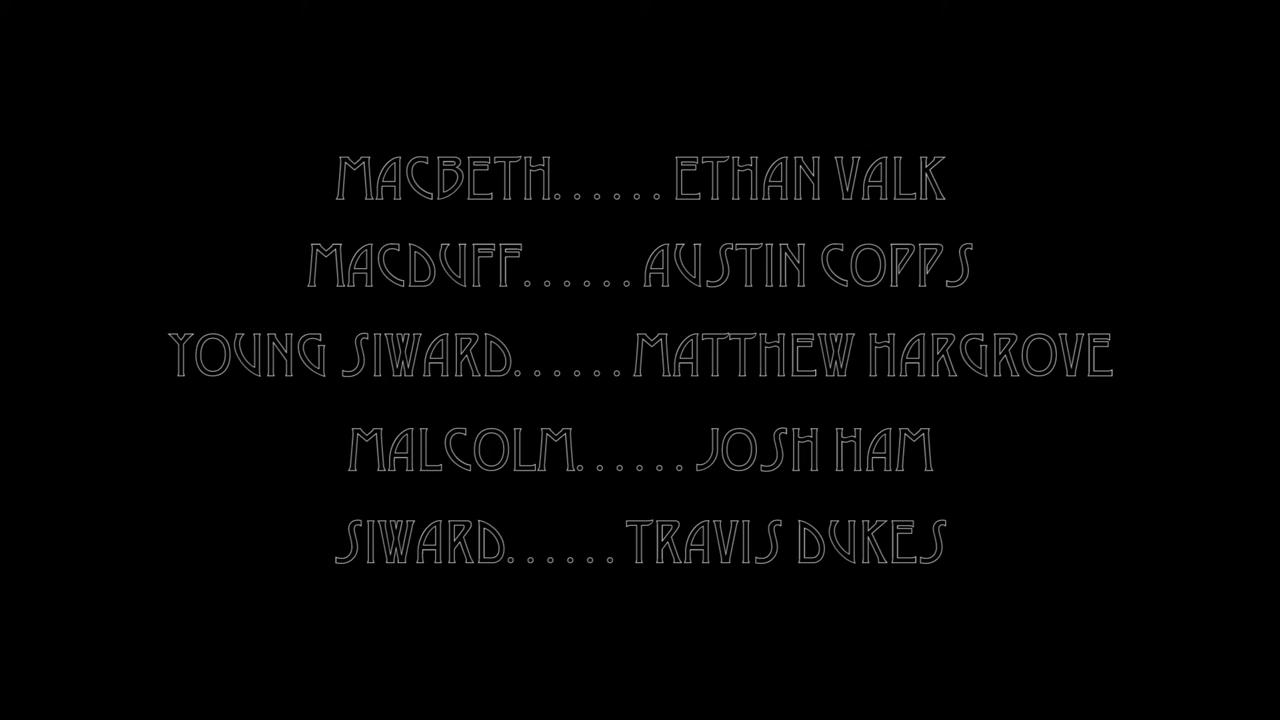 MACBETH. . . . . . ETHAN VALK
MACDUFF. . . . . . AUSTIN COPPS
YOUNG SIWARD. . . . . . MATTHEW HARGROVE
MALCOLM. . . . . . JOSH HAM
SIWARD. . . . . . TRAVIS DUKES